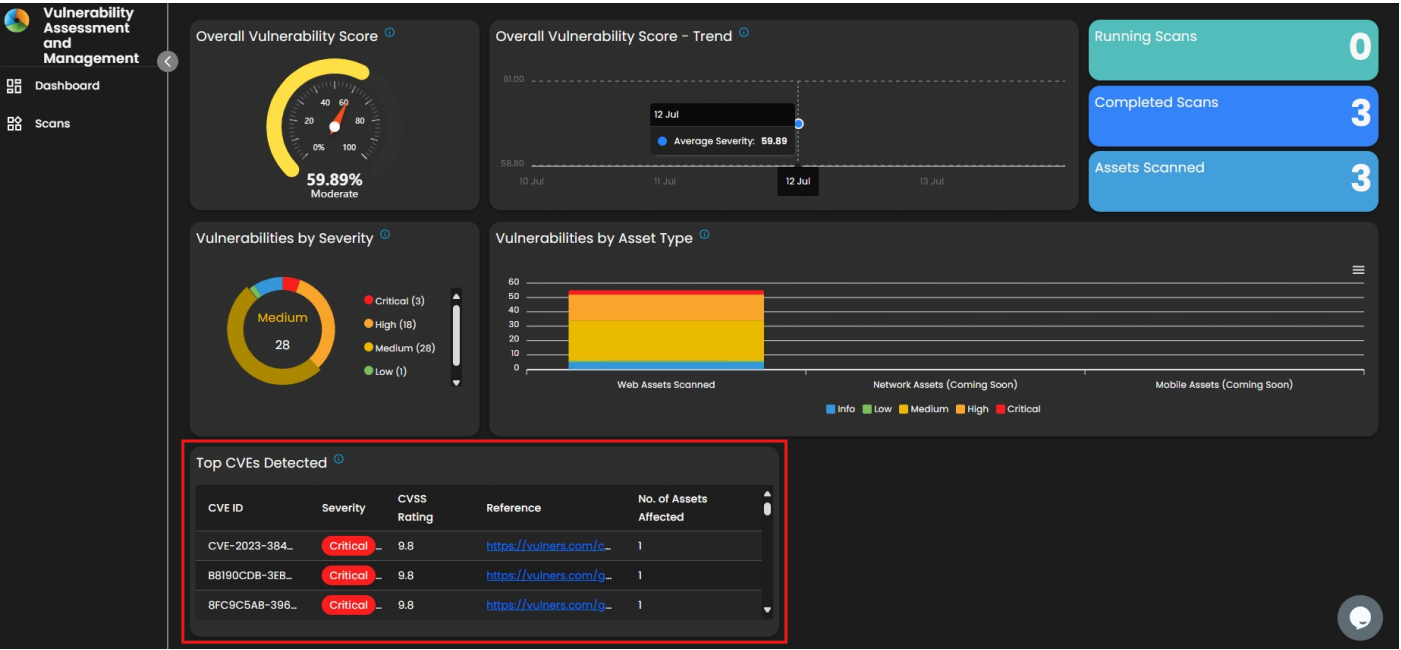 Vulnerability
Assessment
and
Management
Dashboard
Scans
Overall Vulnerability Score
0%
20
40
60
80
100
59.89%
Moderate
Overall Vulnerability Score - Trend
61.00
58.80
12 Jul
Average Severity: 59.89
10 Jul
11 Jul
12 Jul
13 Jul
Running Scans
0
Completed Scans
3
Assets Scanned
3
Vulnerabilities by Severity
Medium
28
Critical (3)
High (18)
Medium (28)
Low (1)
Vulnerabilities by Asset Type
60
50
40
30
20
10
0
Web Assets Scanned
Network Assets (Coming Soon)
Mobile Assets (Coming Soon)
Info Low Medium High Critical
Top CVEs Detected
CVE ID Severity CVSS Rating Reference No. of Assets Affected
CVE-2023-384... Critical ... 9.8 https://vulners.com/c... 1
B8190CDB-3EB... Critical ... 9.8 https://vulners.com/g... 1
8FC9C5AB-396... Critical ... 9.8 https://vulners.com/g... 1